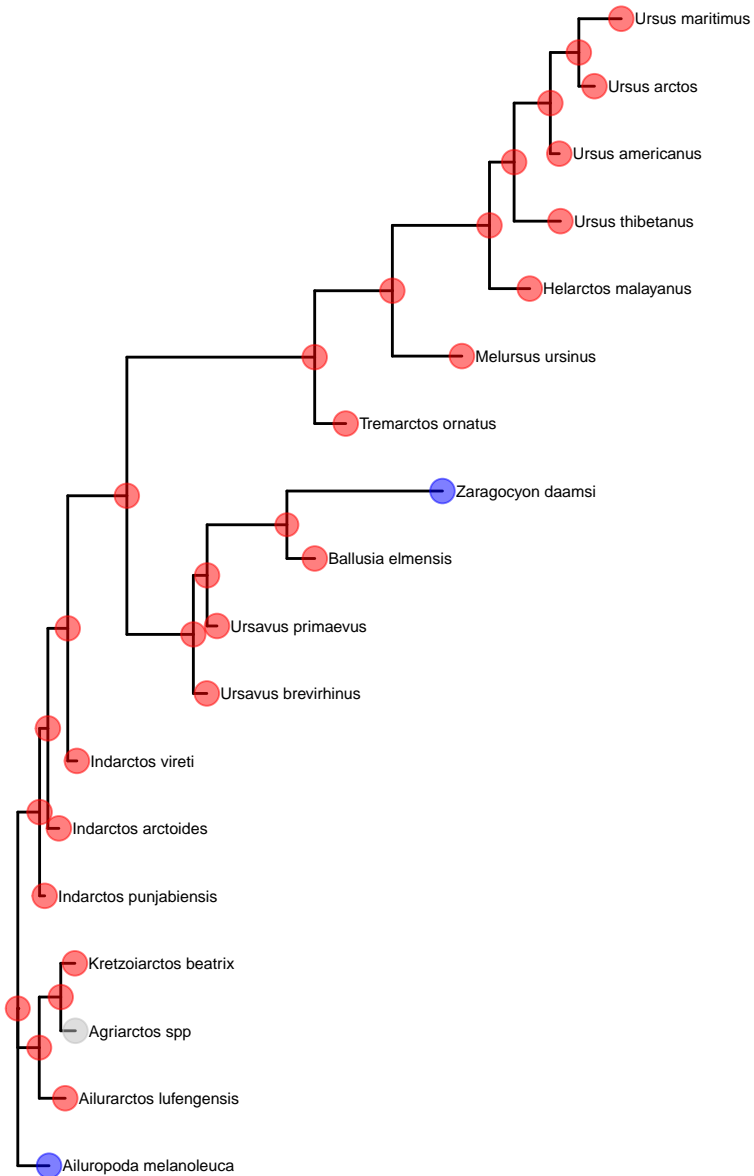 Ursus maritimus
Ursus arctos
Ursus americanus
Ursus thibetanus
Helarctos malayanus
Melursus ursinus
Tremarctos ornatus
Zaragocyon daamsi
Ballusia elmensis
Ursavus primaevus
Ursavus brevirhinus
Indarctos vireti
Indarctos arctoides
Indarctos punjabiensis
Kretzoiarctos beatrix
Agriarctos spp
Ailurarctos lufengensis
Ailuropoda melanoleuca